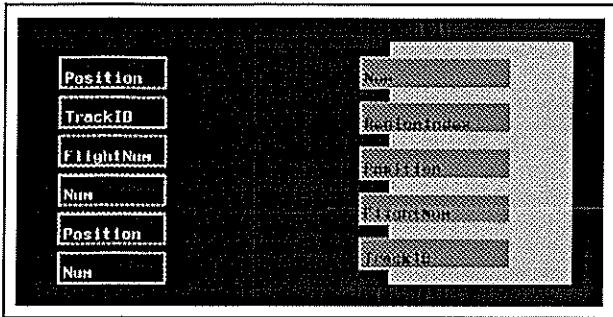 Position
TrackID
FlightNum
Num
Position
Num
Num
RegionIndex
Position
FlightNum
TrackID